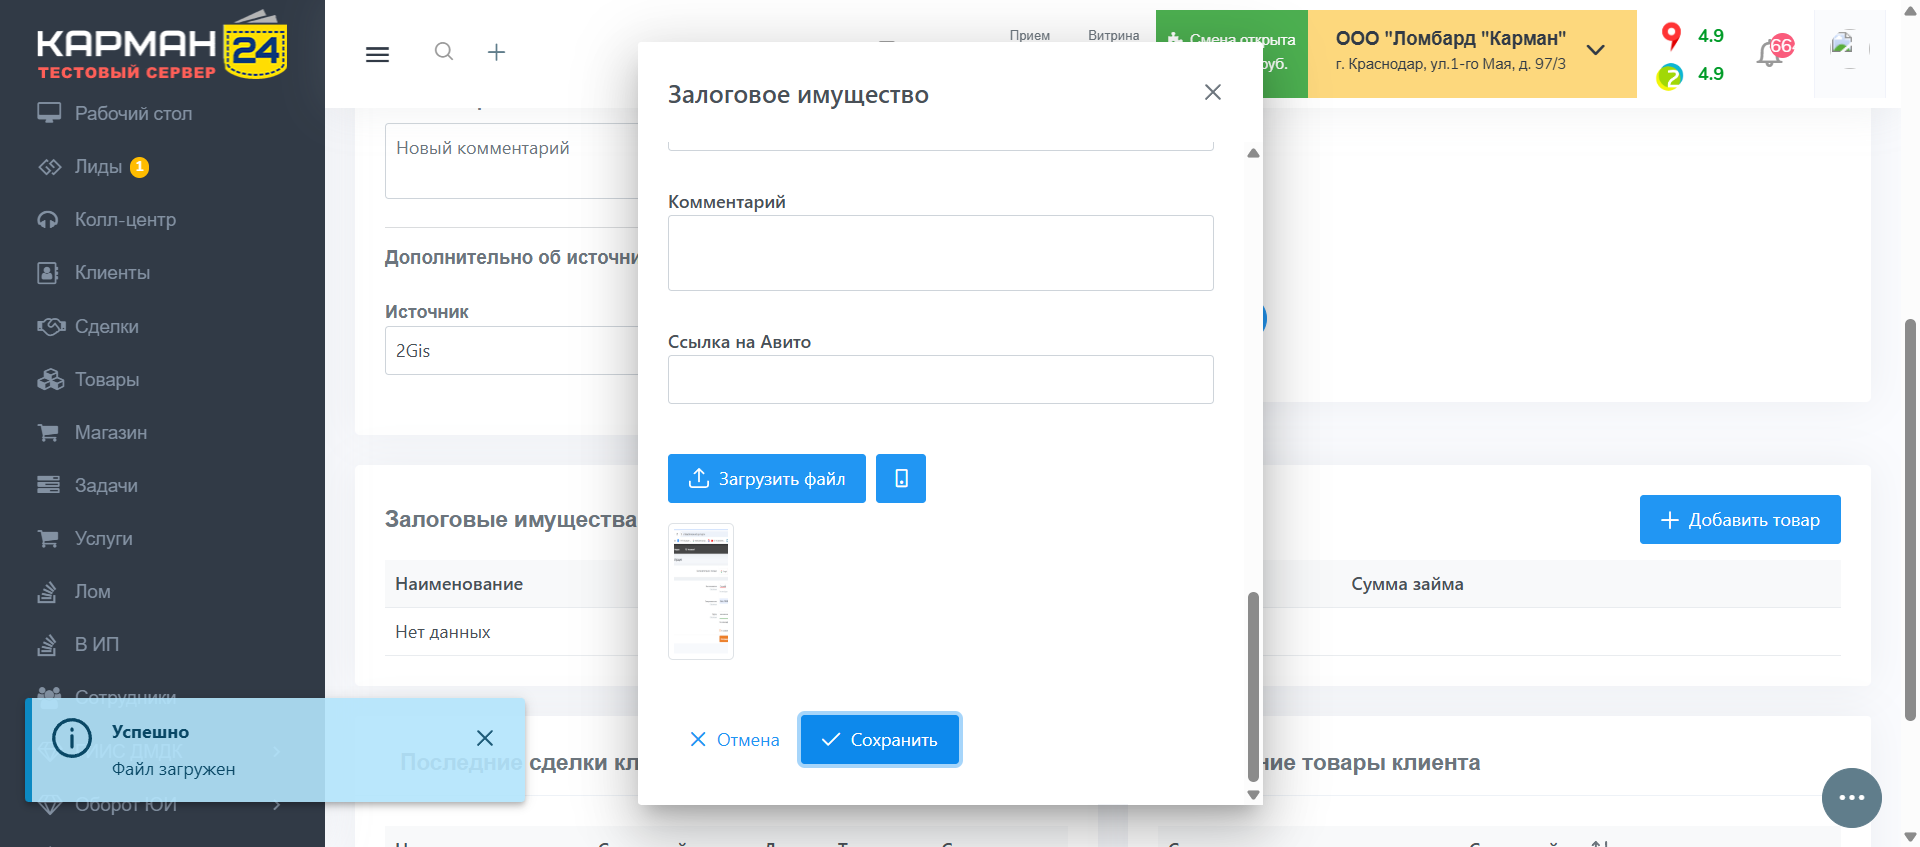 КАРМАН 24
ТЕСТОВЫЙ СЕРВЕР
Рабочий стол
Лиды 1
Колл-центр
Клиенты
Сделки
Товары
Магазин
Задачи
Услуги
Лом
В ИП
Сотрудники
Оборот ЮИ
Успешно
Файл загружен
Прием
Витрина
Смена открыта
руб.
ООО "Ломбард "Карман"
г. Краснодар, ул.1-го Мая, д. 97/3
4.9
4.9
66
Новый комментарий
Дополнительно об источни
Источник
2Gis
Залоговое имущество
Комментарий
Ссылка на Авито
Загрузить файл
Отмена
Сохранить
Залоговые имущества
Добавить товар
Наименование
Сумма займа
Нет данных
Последние сделки кл
ние товары клиента